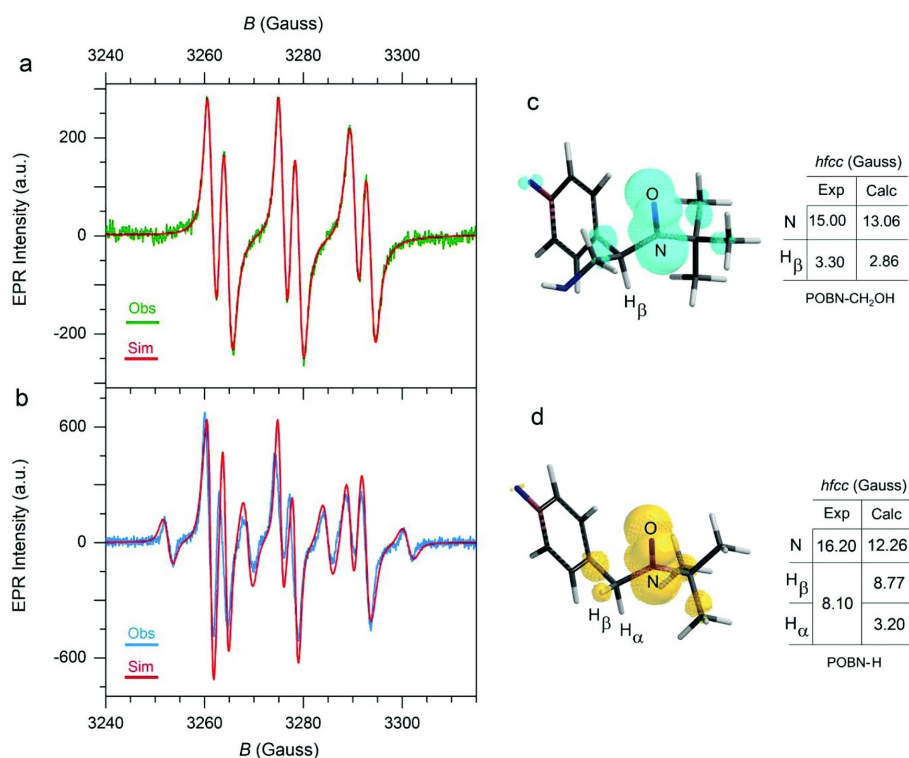 B (Gauss)
3240 3260 3280 3300
a
EPR Intensity (a.u.)
200
0
-200
Obs
Sim
b
EPR Intensity (a.u.)
600
0
-600
Obs
Sim
3240 3260 3280 3300
B (Gauss)
c
O
N
Hβ
hfcc (Gauss)
Exp Calc
N 15.00 13.06
Hβ 3.30 2.86
POBN-CH₂OH
d
O
N
Hβ
Hα
hfcc (Gauss)
Exp Calc
N 16.20 12.26
Hβ 8.77
8.10
Hα 3.20
POBN-H